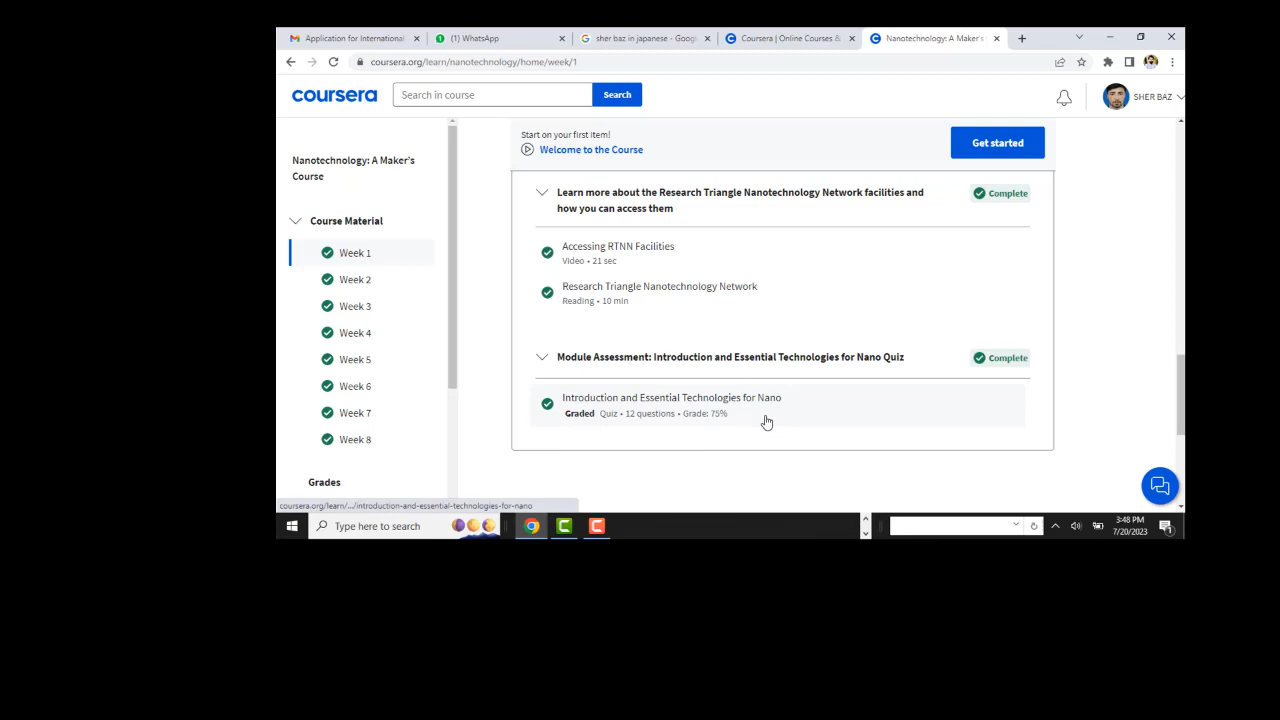 Application for International
(1) WhatsApp
sher baz in japenese - Goog
Coursera | Online Courses &
Nanotechnology: A Maker's
coursera.org/learn/nanotechnology/home/week/1
coursera
Search in course
Search
SHER BAZ
Start on your first item!
Welcome to the Course
Get started
Nanotechnology: A Maker's
Course
Learn more about the Research Triangle Nanotechnology Network facilities and
how you can access them
Complete
Course Material
Week 1
Week 2
Week 3
Week 4
Week 5
Week 6
Week 7
Week 8
Grades
Accessing RTNN Facilities
Video • 21 sec
Research Triangle Nanotechnology Network
Reading • 10 min
Module Assessment: Introduction and Essential Technologies for Nano Quiz
Complete
Introduction and Essential Technologies for Nano
Graded Quiz • 12 questions • Grade: 75%
coursera.org/learn/.../introduction-and-essential-technologies-for-nano
Type here to search
3:48 PM
7/20/2023
1